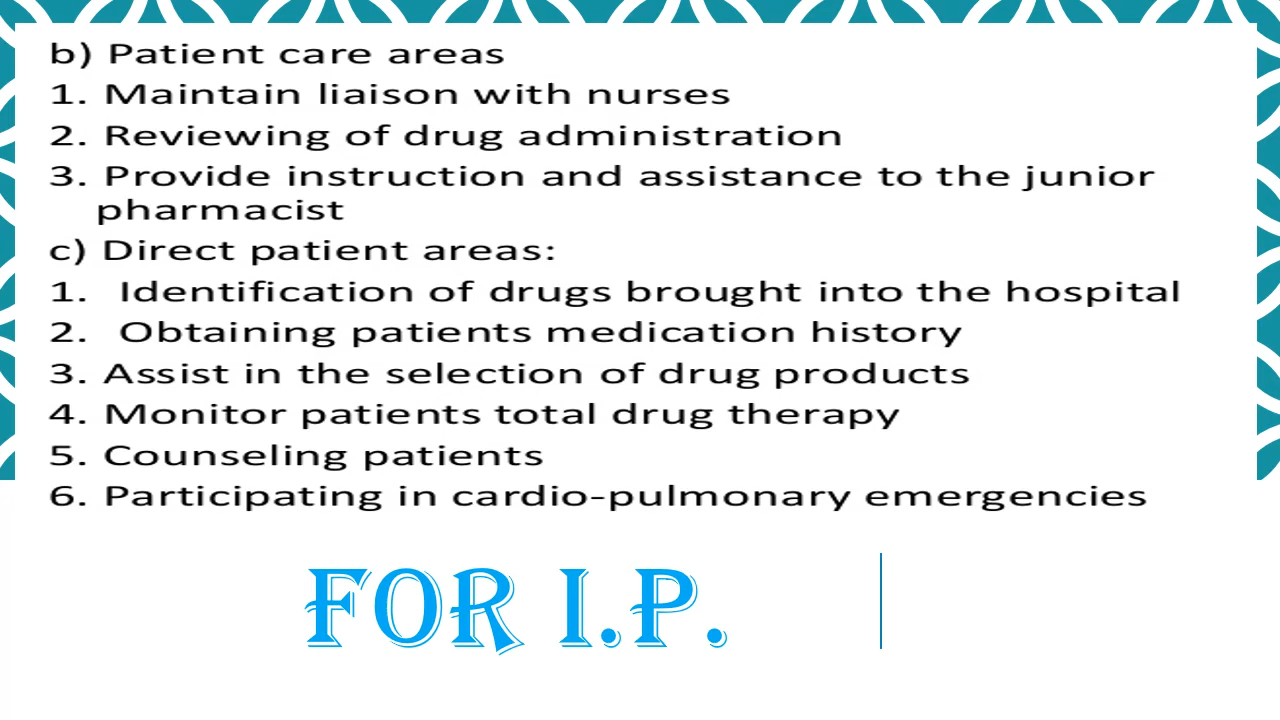 b) Patient care areas
1. Maintain liaison with nurses
2. Reviewing of drug administration
3. Provide instruction and assistance to the junior
pharmacist
c) Direct patient areas:
1. Identification of drugs brought into the hospital
2. Obtaining patients medication history
3. Assist in the selection of drug products
4. Monitor patients total drug therapy
5. Counseling patients
6. Participating in cardio-pulmonary emergencies
FOR I.P.